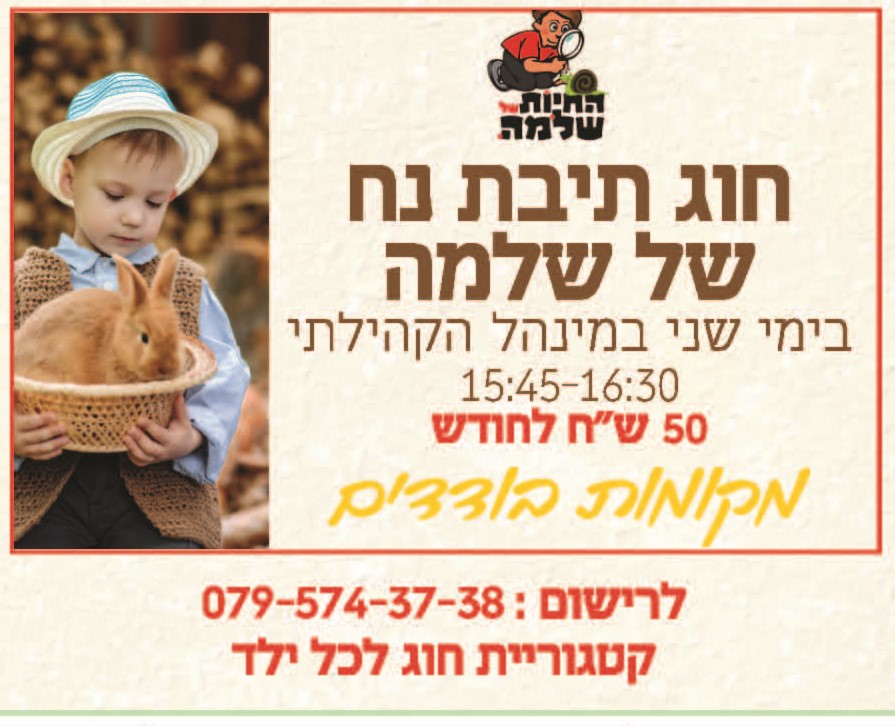 החיות של
שלמה
חוג תיבת נח
של שלמה
בימי שני במינהל הקהילתי
15:45-16:30
50 ש"ח לחודש
מקומות בודדים
לרישום : 079-574-37-38
קטגוריית חוג לכל ילד